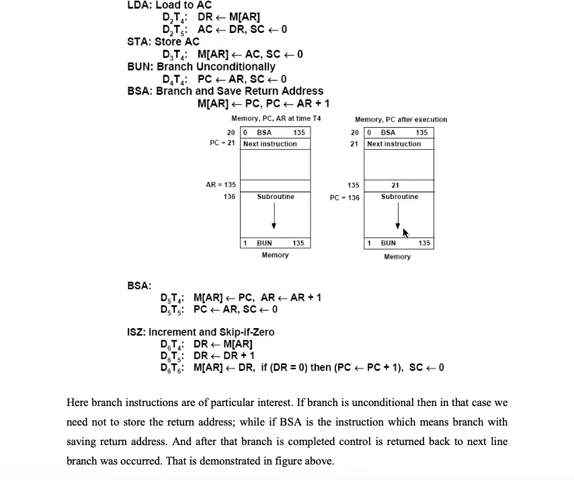 LDA: Load to AC
D2T4: DR ← M[AR]
D2T5: AC ← DR, SC ← 0
STA: Store AC
D3T4: M[AR] ← AC, SC ← 0
BUN: Branch Unconditionally
D4T4: PC ← AR, SC ← 0
BSA: Branch and Save Return Address
M[AR] ← PC, PC ← AR + 1
Memory, PC, AR at time T4
20 0 BSA 135
PC = 21 Next instruction
AR = 135
136 Subroutine
1 BUN 135
Memory
Memory, PC after execution
20 0 BSA 135
21 Next instruction
135 21
PC = 136 Subroutine
1 BUN 135
Memory
BSA:
D5T4: M[AR] ← PC, AR ← AR + 1
D5T5: PC ← AR, SC ← 0
ISZ: Increment and Skip-if-Zero
D6T4: DR ← M[AR]
D6T5: DR ← DR + 1
D6T6: M[AR] ← DR, if (DR = 0) then (PC ← PC + 1), SC ← 0
Here branch instructions are of particular interest. If branch is unconditional then in that case we
need not to store the return address; while if BSA is the instruction which means branch with
saving return address. And after that branch is completed control is returned back to next line
branch was occurred. That is demonstrated in figure above.